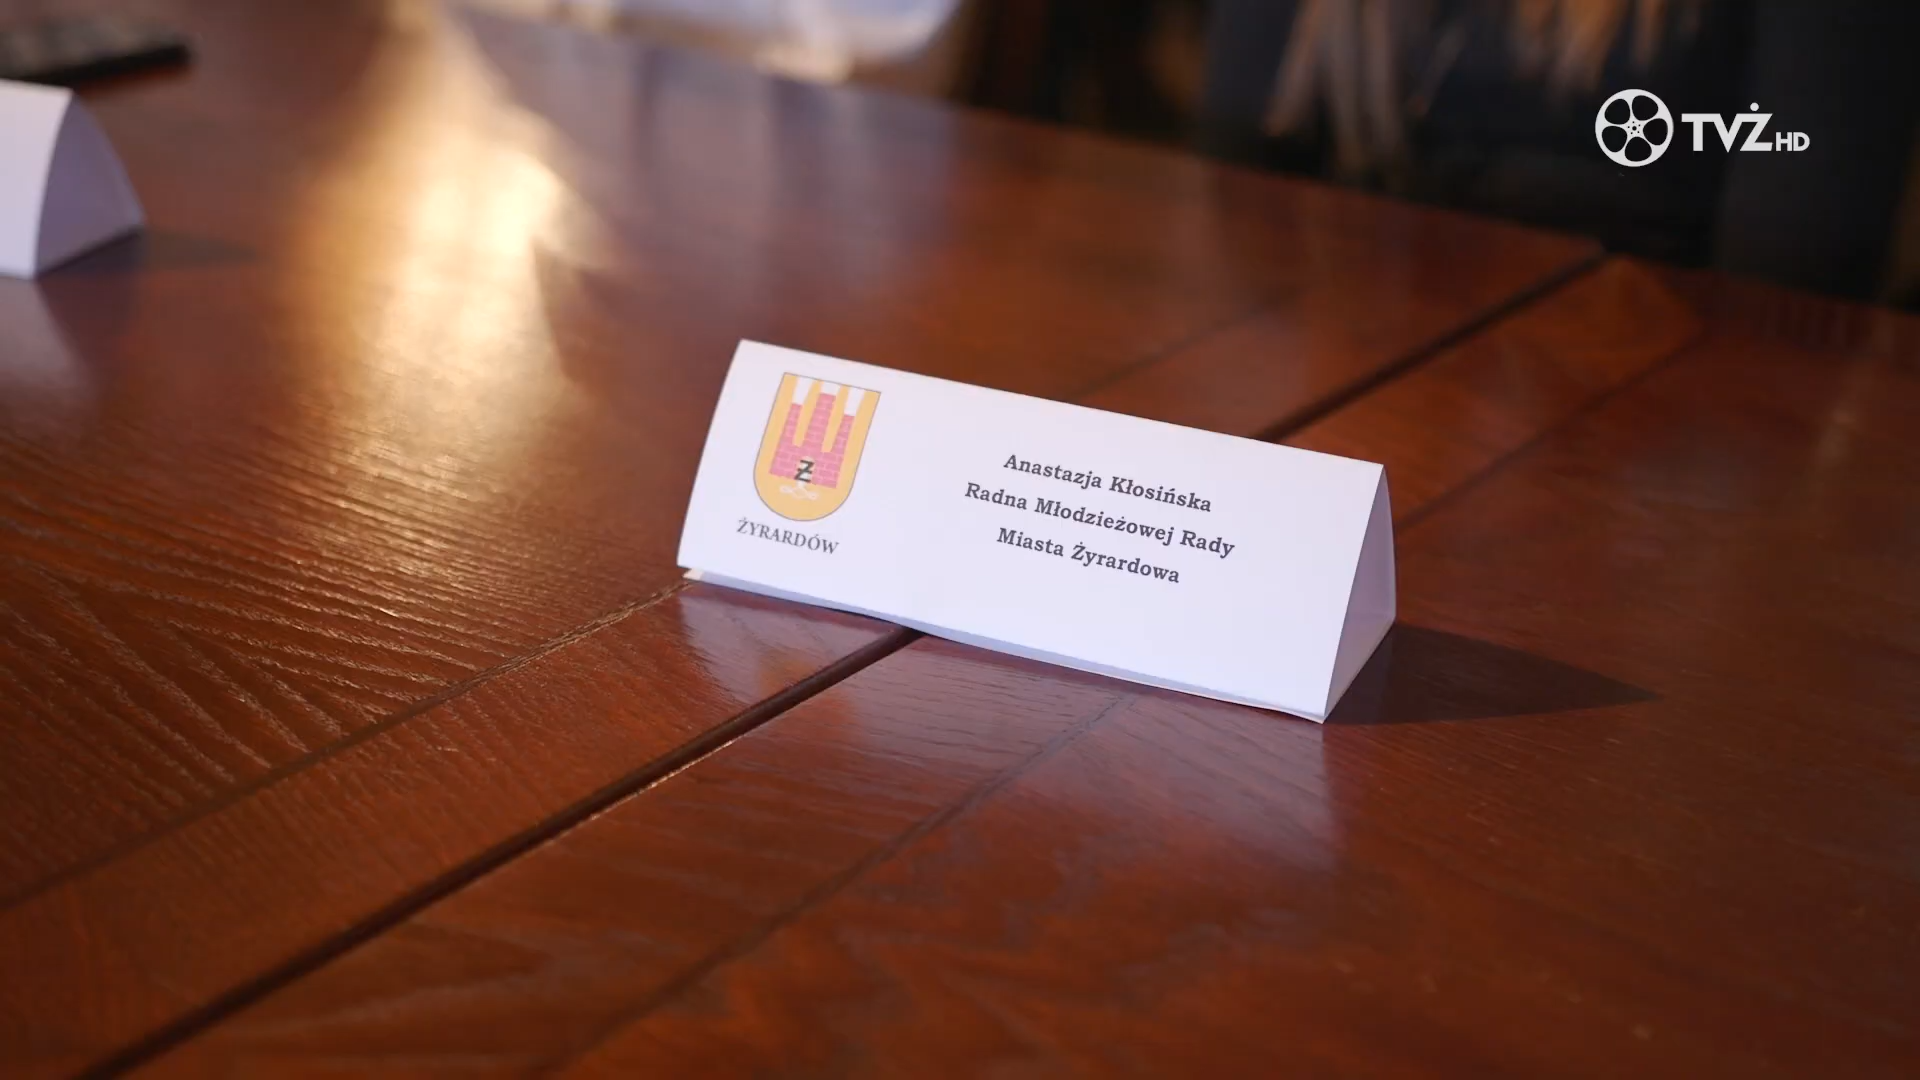 TVŻ HD
Anastazja Kłosińska
Radna Młodzieżowej Rady
Miasta Żyrardowa
Ż
ŻYRARDÓW